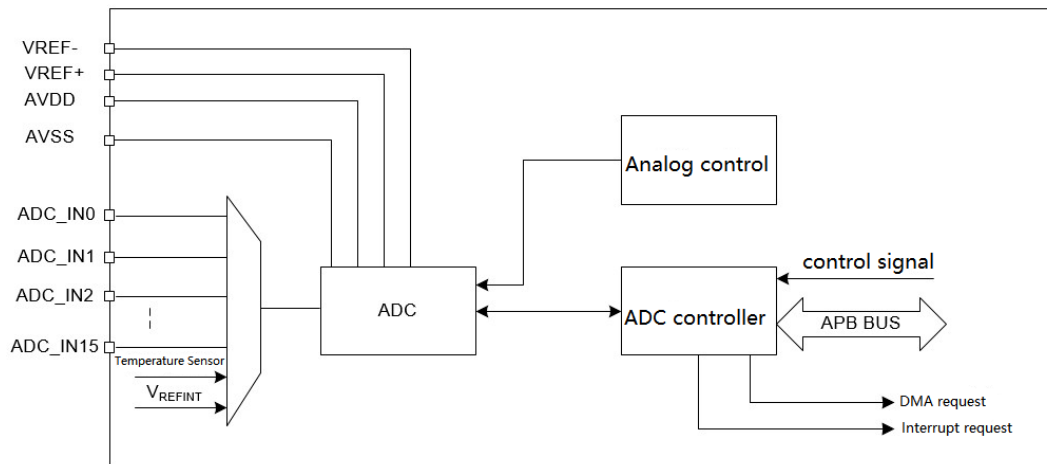 VREF-
VREF+
AVDD
AVSS
Analog control
ADC_IN0
ADC_IN1
control signal
ADC_IN2
ADC
ADC controller
APB BUS
ADC_IN15
Temperature Sensor
VREFINT
DMA request
Interrupt request